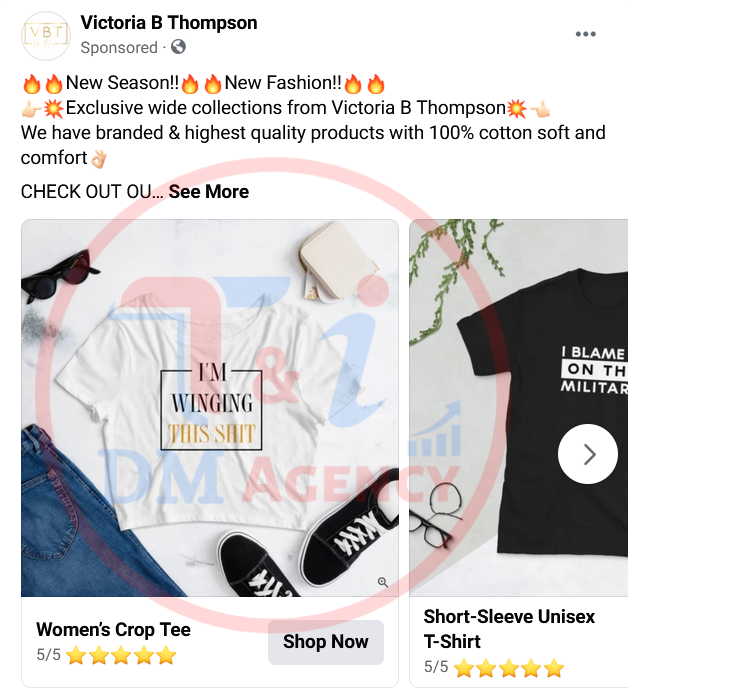 VBT
Victoria B Thompson
Sponsored ·
🔥🔥New Season!!🔥🔥New Fashion!!🔥🔥
👉🏻💥Exclusive wide collections from Victoria B Thompson💥👈🏻
We have branded & highest quality products with 100% cotton soft and
comfort👌🏻
CHECK OUT OU... See More
I'M
WINGING
THIS SHIT
I BLAME
ON TH
MILITAR
T&i
DM AGENCY
Women's Crop Tee
5/5 ⭐⭐⭐⭐⭐
Shop Now
Short-Sleeve Unisex
T-Shirt
5/5 ⭐⭐⭐⭐⭐